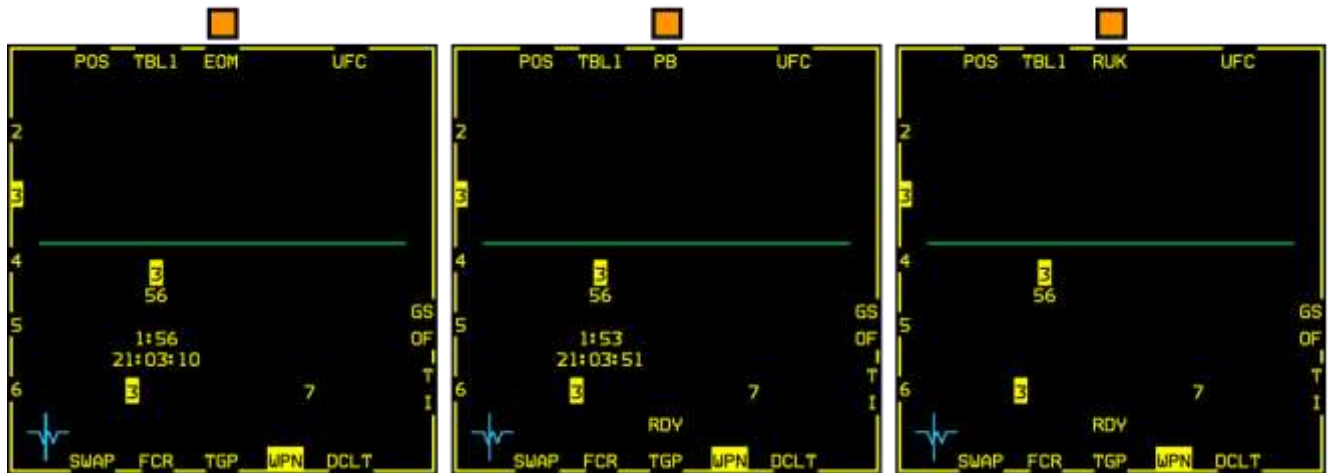 POS TBL1 EOM UFC
2
3
4
3
56
GS
5
1:56
OF
21:03:10
T
6
3
7
I
SWAP FCR TGP WPN DCLT
POS TBL1 PB UFC
2
3
4
3
56
GS
5
1:53
OF
21:03:51
T
6
3
7
I
RDY
SWAP FCR TGP WPN DCLT
POS TBL1 RUK UFC
2
3
4
3
56
GS
5
OF
T
6
3
7
I
RDY
SWAP FCR TGP WPN DCLT